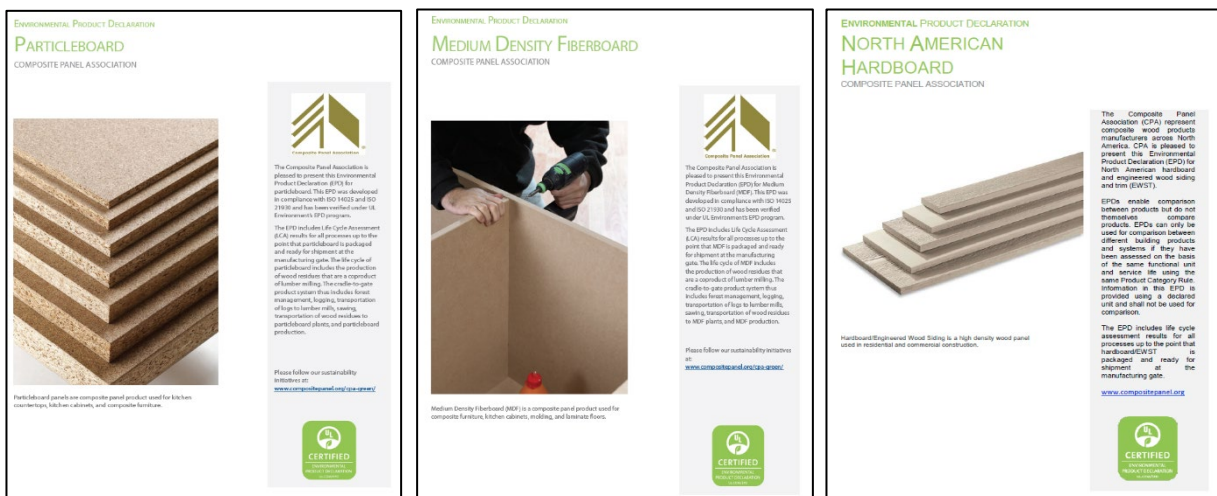 ENVIRONMENTAL PRODUCT DECLARATION
PARTICLEBOARD
COMPOSITE PANEL ASSOCIATION
Composite Panel Association
The Composite Panel Association is
pleased to present this Environmental
Product Declaration (EPD) for
particleboard. This EPD was developed
in compliance with ISO 14025 and ISO
21930 and has been verified under UL
Environment's EPD program.
The EPD includes Life Cycle Assessment
(LCA) results for all processes up to the
point that particleboard is packaged
and ready for shipment at the
manufacturing gate. The life cycle of
particleboard includes the production
of wood residues that are a coproduct
of lumber milling. The cradle-to-gate
product system thus includes forest
management, logging, transportation
of logs to lumber mills, sawing,
transportation of wood residues to
particleboard plants, and particleboard
production.
Please follow our sustainability
initiatives at:
www.compositepanel.org/cpa-green/
Particleboard panels are composite panel product used for kitchen
countertops, kitchen cabinets, and composite furniture.
UL
CERTIFIED
ENVIRONMENTAL
PRODUCT DECLARATION
ENVIRONMENTAL PRODUCT DECLARATION
MEDIUM DENSITY FIBERBOARD
COMPOSITE PANEL ASSOCIATION
Composite Panel Association
The Composite Panel Association is
pleased to present this Environmental
Product Declaration (EPD) for Medium
Density Fiberboard (MDF). This EPD was
developed in compliance with ISO 14025
and ISO 21930 and has been verified
under UL Environment's EPD program.
The EPD includes Life Cycle Assessment
(LCA) results for all processes up to the
point that MDF is packaged and ready
for shipment at the manufacturing
gate. The life cycle of MDF includes
the production of wood residues that
are a coproduct of lumber milling. The
cradle-to-gate product system thus
includes forest management, logging,
transportation of logs to lumber mills,
sawing, transportation of wood residues
to MDF plants, and MDF production.
Please follow our sustainability initiatives
at:
www.compositepanel.org/cpa-green/
Medium Density Fiberboard (MDF) is a composite panel product used for
composite furniture, kitchen cabinets, molding, and laminate floors.
UL
CERTIFIED
ENVIRONMENTAL
PRODUCT DECLARATION
ENVIRONMENTAL PRODUCT DECLARATION
NORTH AMERICAN
HARDBOARD
COMPOSITE PANEL ASSOCIATION
The Composite Panel
Association (CPA) represent
composite wood products
manufacturers across North
America. CPA is pleased to
present this Environmental
Product Declaration (EPD) for
North American hardboard
and engineered wood siding
and trim (EWST).
EPDs enable comparison
between products but do not
themselves compare
products. EPDs can only be
used for comparison between
different building products
and systems if they have
been assessed on the basis
of the same functional unit
and service life using the
same Product Category Rule.
Information in this EPD is
provided using a declared
unit and shall not be used for
comparison.
The EPD includes life cycle
assessment results for all
processes up to the point that
hardboard/EWST is
packaged and ready for
shipment at the
manufacturing gate.
www.compositepanel.org
Hardboard/Engineered Wood Siding is a high density wood panel
used in residential and commercial construction.
UL
CERTIFIED
ENVIRONMENTAL
PRODUCT DECLARATION